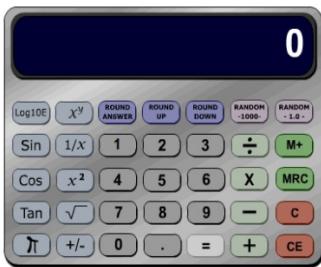 0
Log10E xʸ ROUND ANSWER ROUND UP ROUND DOWN RANDOM -1000- RANDOM - 1.0 -
Sin 1/x 1 2 3 ÷ M+
Cos x² 4 5 6 X MRC
Tan √ 7 8 9 − C
π +/- 0 . = + CE